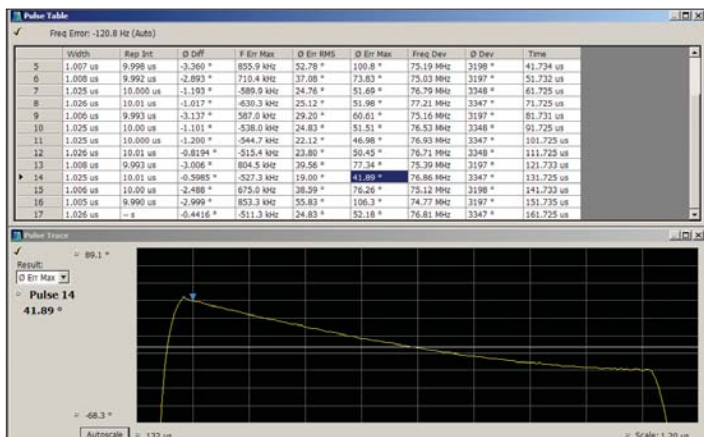 Pulse Table
Freq Error: -120.8 Hz (Auto)
Width Rep Int Ø Diff F Err Max Ø Err RMS Ø Err Max Freq Dev Ø Dev Time
5 1.007 us 9.998 us -3.360 ° 855.9 kHz 52.78 ° 100.8 ° 75.19 MHz 3198 ° 41.734 us
6 1.008 us 9.992 us -2.893 ° 710.4 kHz 37.08 ° 73.83 ° 75.03 MHz 3197 ° 51.732 us
7 1.025 us 10.000 us -1.193 ° -589.9 kHz 24.76 ° 51.69 ° 76.79 MHz 3348 ° 61.725 us
8 1.026 us 10.01 us -1.017 ° -630.3 kHz 25.12 ° 51.98 ° 77.21 MHz 3347 ° 71.725 us
9 1.006 us 9.993 us -3.137 ° 587.0 kHz 29.20 ° 60.61 ° 75.16 MHz 3197 ° 81.731 us
10 1.025 us 10.00 us -1.101 ° -538.0 kHz 24.83 ° 51.51 ° 76.53 MHz 3348 ° 91.725 us
11 1.025 us 10.000 us -1.200 ° -544.7 kHz 22.12 ° 46.98 ° 76.93 MHz 3347 ° 101.725 us
12 1.026 us 10.01 us -0.8194 ° -515.4 kHz 23.80 ° 50.45 ° 76.71 MHz 3348 ° 111.725 us
13 1.008 us 9.993 us -3.006 ° 804.5 kHz 39.56 ° 77.34 ° 75.39 MHz 3197 ° 121.733 us
14 1.025 us 10.01 us -0.5985 ° -527.3 kHz 19.00 ° 41.89 ° 76.86 MHz 3347 ° 131.725 us
15 1.006 us 10.00 us -2.488 ° 675.0 kHz 38.59 ° 76.26 ° 75.12 MHz 3198 ° 141.733 us
16 1.005 us 9.990 us -2.999 ° 853.3 kHz 55.83 ° 106.3 ° 74.77 MHz 3197 ° 151.735 us
17 1.026 us -- s -0.4416 ° -511.3 kHz 24.83 ° 52.18 ° 76.81 MHz 3347 ° 161.725 us
Pulse Trace
89.1 °
Result:
Ø Err Max
Pulse 14
41.89 °
-68.3 °
Autoscale 132 us Scale: 1.20 us